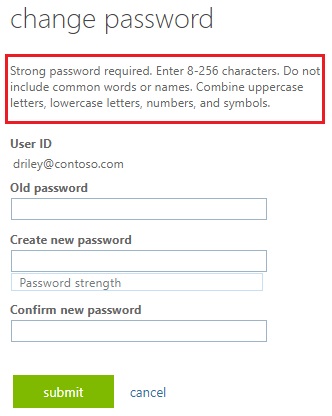 change password
Strong password required. Enter 8-256 characters. Do not
include common words or names. Combine uppercase
letters, lowercase letters, numbers, and symbols.
User ID
driley@contoso.com
Old password
Create new password
Password strength
Confirm new password
submit cancel